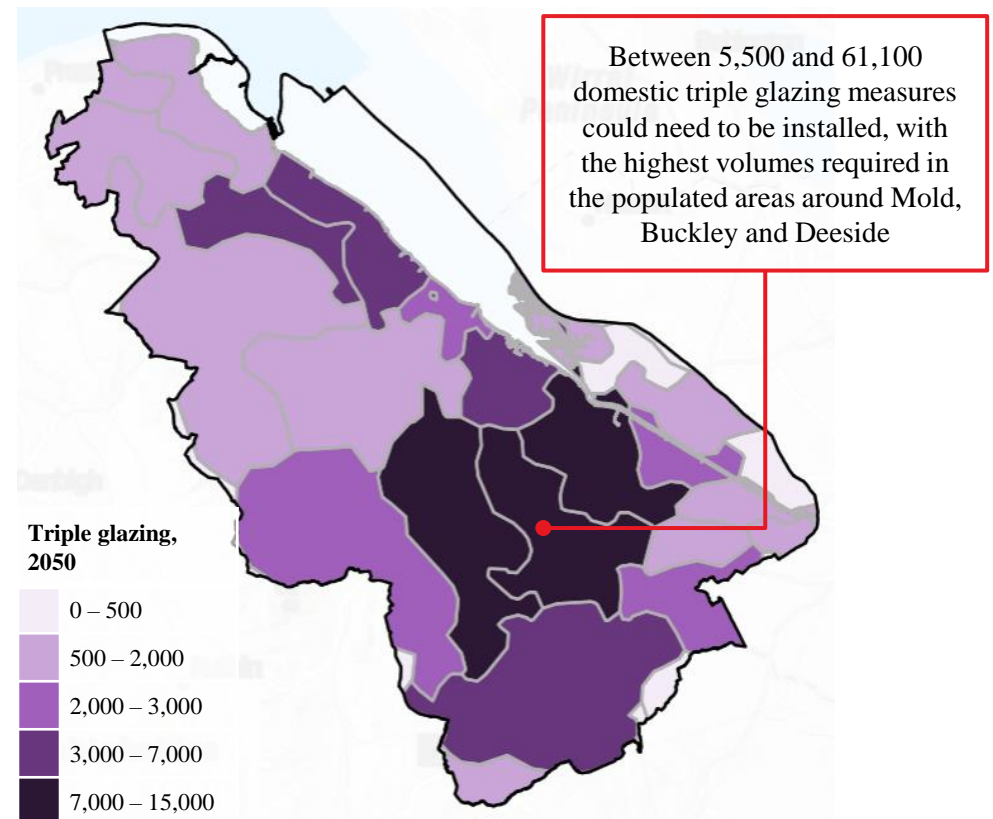 Between 5,500 and 61,100
domestic triple glazing measures
could need to be installed, with
the highest volumes required in
the populated areas around Mold,
Buckley and Deeside
Triple glazing,
2050
0 – 500
500 – 2,000
2,000 – 3,000
3,000 – 7,000
7,000 – 15,000